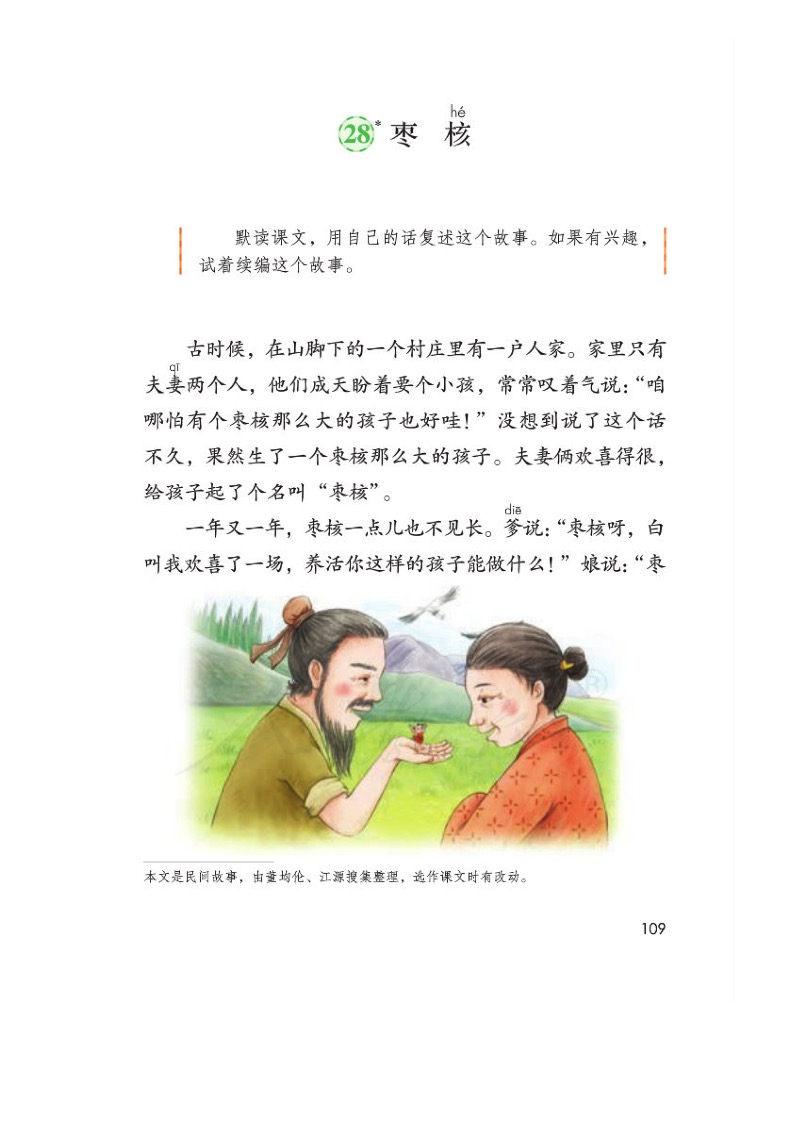 hé
28* 枣 核
默读课文，用自己的话复述这个故事。如果有兴趣，
试着续编这个故事。
古时候，在山脚下的一个村庄里有一户人家。家里只有
qī
夫妻两个人，他们成天盼着要个小孩，常常叹着气说：“咱
哪怕有个枣核那么大的孩子也好哇！”没想到说了这个话
不久，果然生了一个枣核那么大的孩子。夫妻俩欢喜得很，
给孩子起了个名叫“枣核”。
diē
一年又一年，枣核一点儿也不见长。爹说：“枣核呀，白
叫我欢喜了一场，养活你这样的孩子能做什么！”娘说：“枣
®
本文是民间故事，由董均伦、江源搜集整理，选作课文时有改动。
109